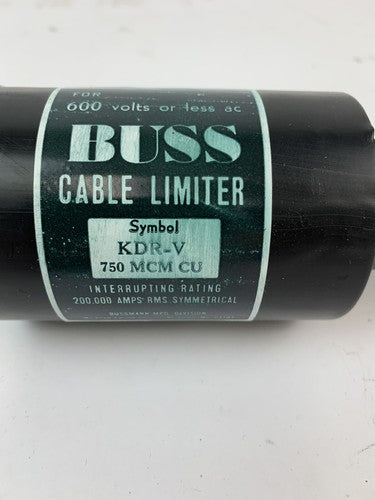 FOR
600 volts or less ac
BUSS
CABLE LIMITER
Symbol
KDR-V
750 MCM CU
INTERRUPTING RATING
200,000 AMPS RMS SYMMETRICAL
BUSSMANN MFG. DIVISION